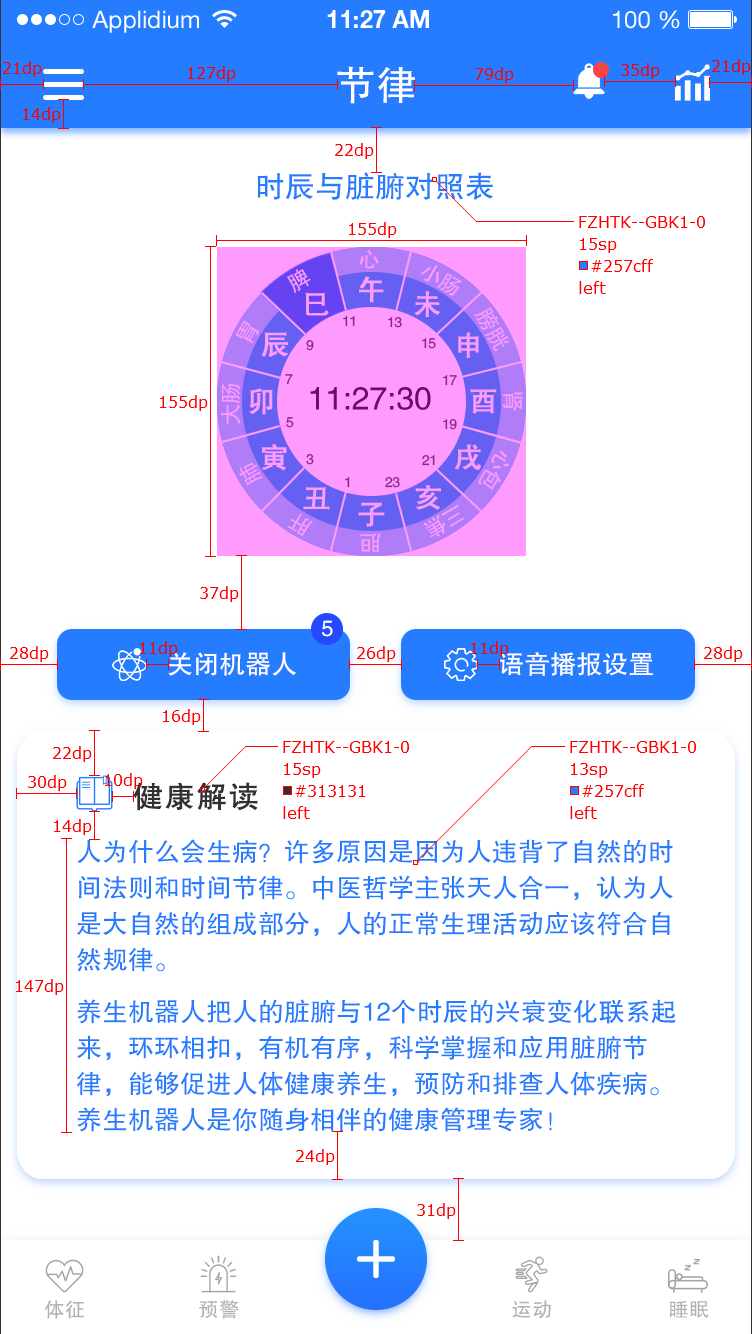 Applidium 11:27 AM 100 %
21dp 127dp 节律 79dp 35dp 21dp
14dp
22dp
时辰与脏腑对照表
FZHTK--GBK1-0
15sp
#257cff
left
155dp
155dp
心 小肠 膀胱 肾 心包 三焦 胆 肝 肺 大肠 胃 脾
午 未 申 酉 戌 亥 子 丑 寅 卯 辰 巳
11 13 15 17 19 21 23 1 3 5 7 9
11:27:30
37dp
28dp 11dp 关闭机器人 5 26dp 11dp 语音播报设置 28dp
16dp
22dp
30dp 10dp 健康解读
FZHTK--GBK1-0
15sp
#313131
left
FZHTK--GBK1-0
13sp
#257cff
left
14dp
人为什么会生病？许多原因是因为人违背了自然的时
间法则和时间节律。中医哲学主张天人合一，认为人
是大自然的组成部分，人的正常生理活动应该符合自
然规律。
147dp
养生机器人把人的脏腑与12个时辰的兴衰变化联系起
来，环环相扣，有机有序，科学掌握和应用脏腑节
律，能够促进人体健康养生，预防和排查人体疾病。
养生机器人是你随身相伴的健康管理专家！
24dp
31dp
体征 预警 运动 睡眠